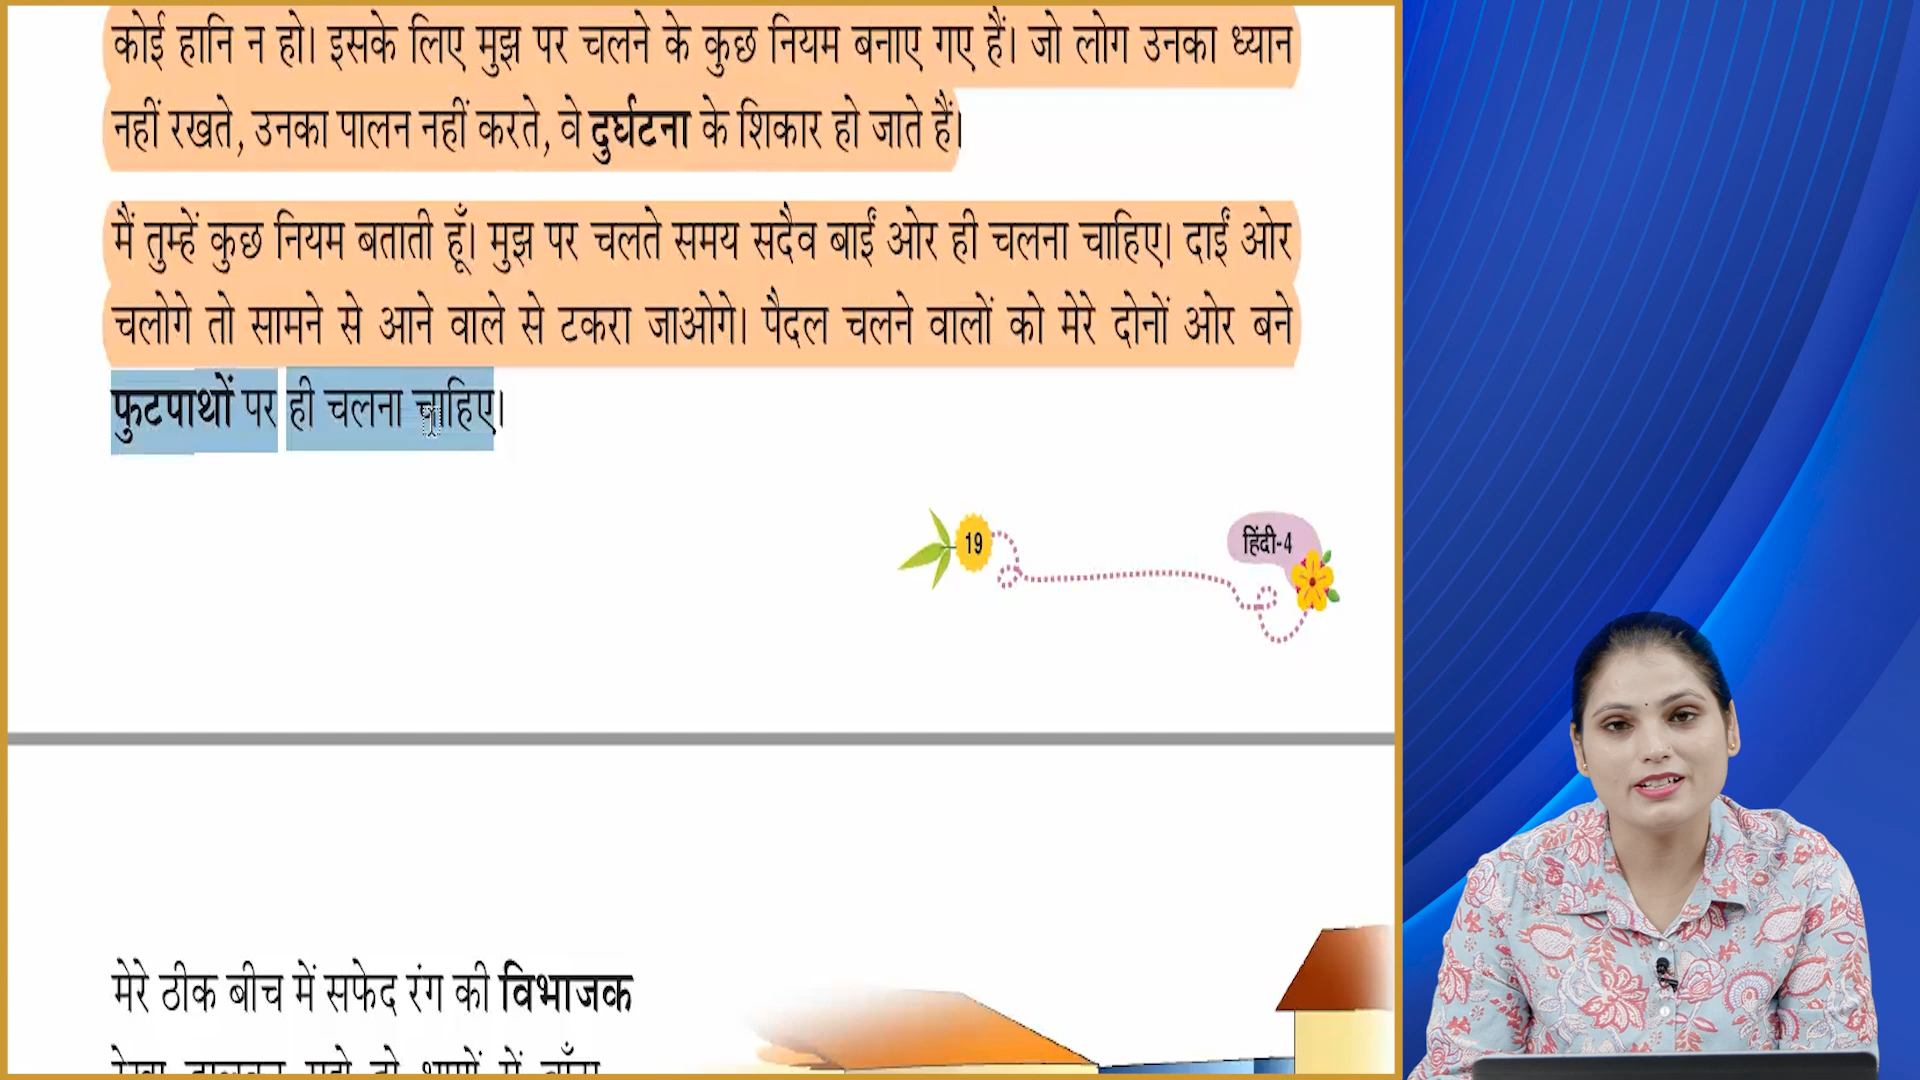 कोई हानि न हो। इसके लिए मुझ पर चलने के कुछ नियम बनाए गए हैं। जो लोग उनका ध्यान
नहीं रखते, उनका पालन नहीं करते, वे दुर्घटना के शिकार हो जाते हैं।
मैं तुम्हें कुछ नियम बताती हूँ। मुझ पर चलते समय सदैव बाईं ओर ही चलना चाहिए। दाईं ओर
चलोगे तो सामने से आने वाले से टकरा जाओगे। पैदल चलने वालों को मेरे दोनों ओर बने
फुटपाथों पर ही चलना चाहिए।
19
हिंदी-4
मेरे ठीक बीच में सफेद रंग की विभाजक